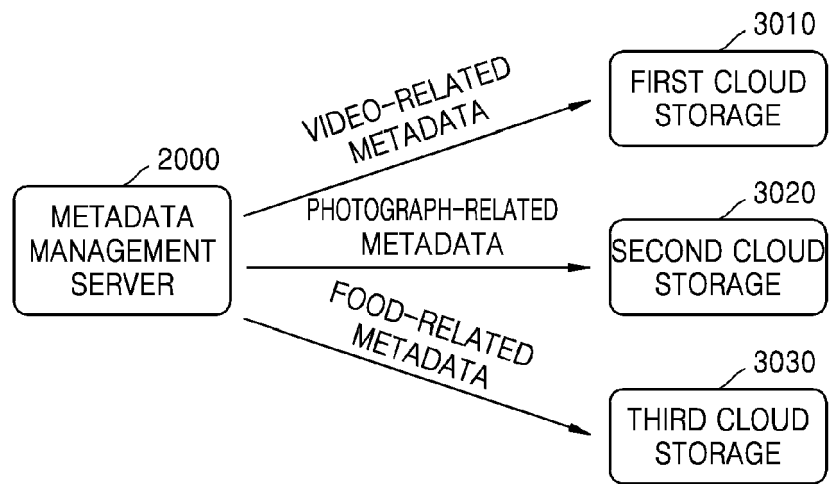 3010
FIRST CLOUD
STORAGE
VIDEO-RELATED
METADATA
2000
METADATA
MANAGEMENT
SERVER
PHOTOGRAPH-RELATED
METADATA
3020
SECOND CLOUD
STORAGE
FOOD-RELATED
METADATA
3030
THIRD CLOUD
STORAGE